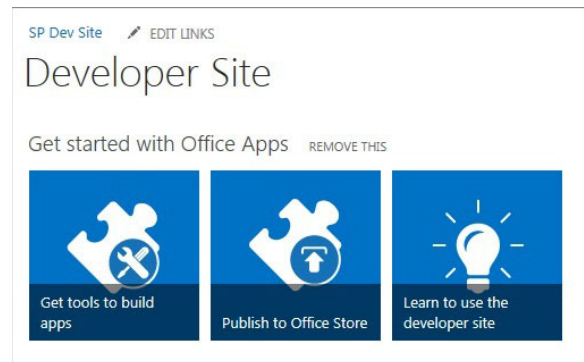 SP Dev Site EDIT LINKS
Developer Site
Get started with Office Apps REMOVE THIS
Get tools to build
apps
Publish to Office Store
Learn to use the
developer site